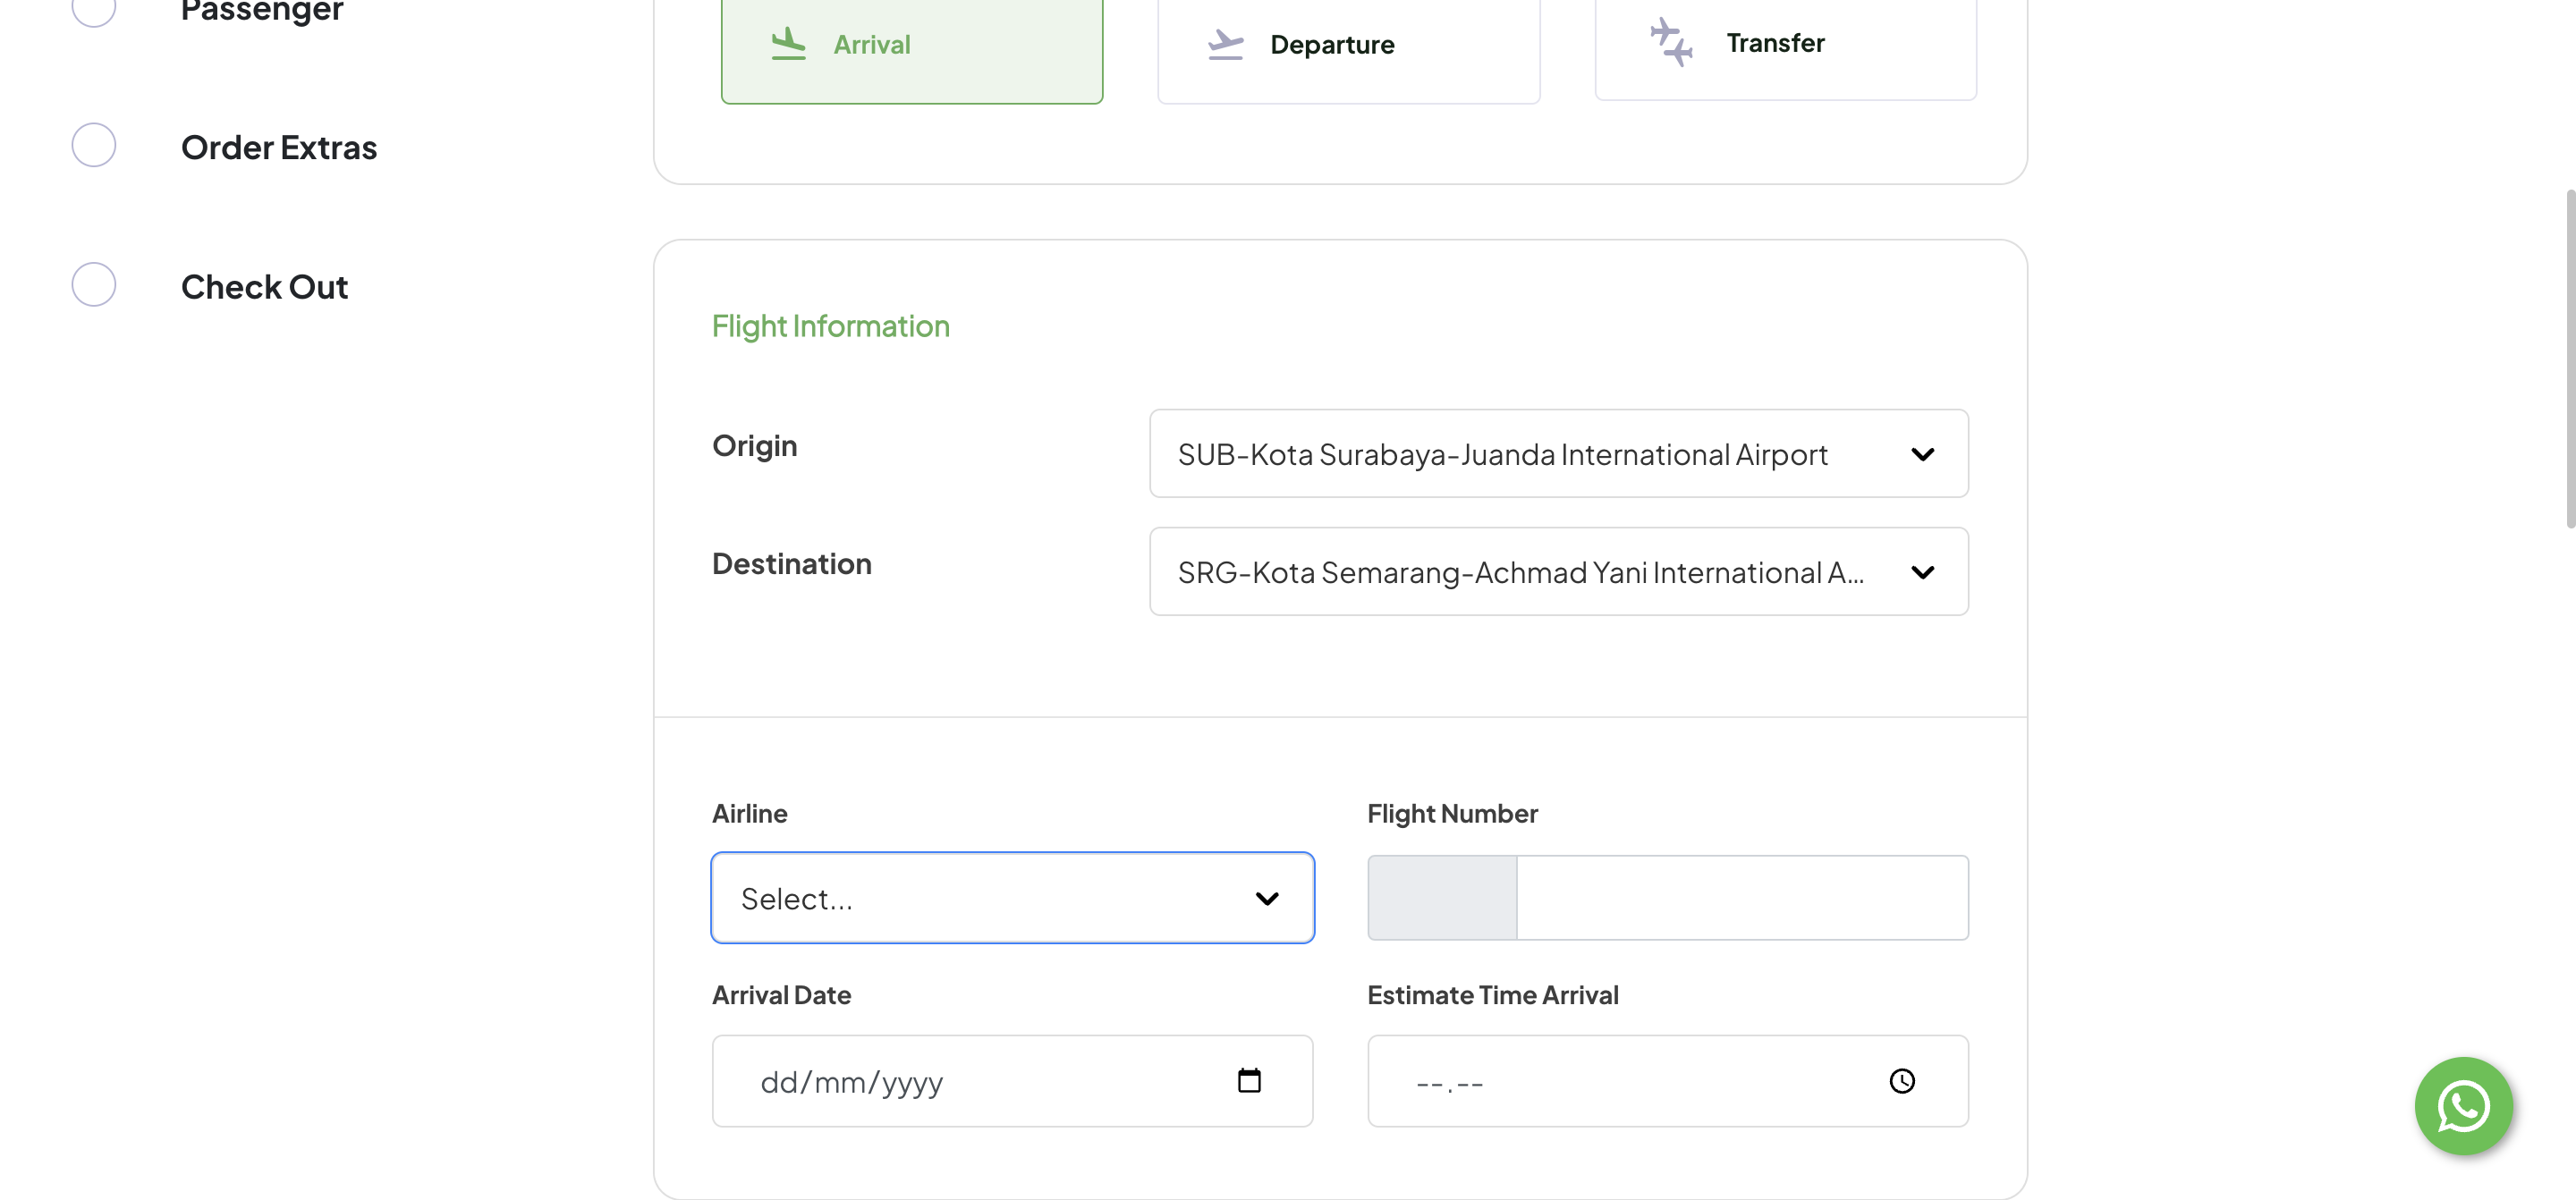 Passenger
Order Extras
Check Out
Arrival
Departure
Transfer
Flight Information
Origin
SUB-Kota Surabaya-Juanda International Airport
Destination
SRG-Kota Semarang-Achmad Yani International A...
Airline
Flight Number
Select...
Arrival Date
Estimate Time Arrival
dd/mm/yyyy
--.--